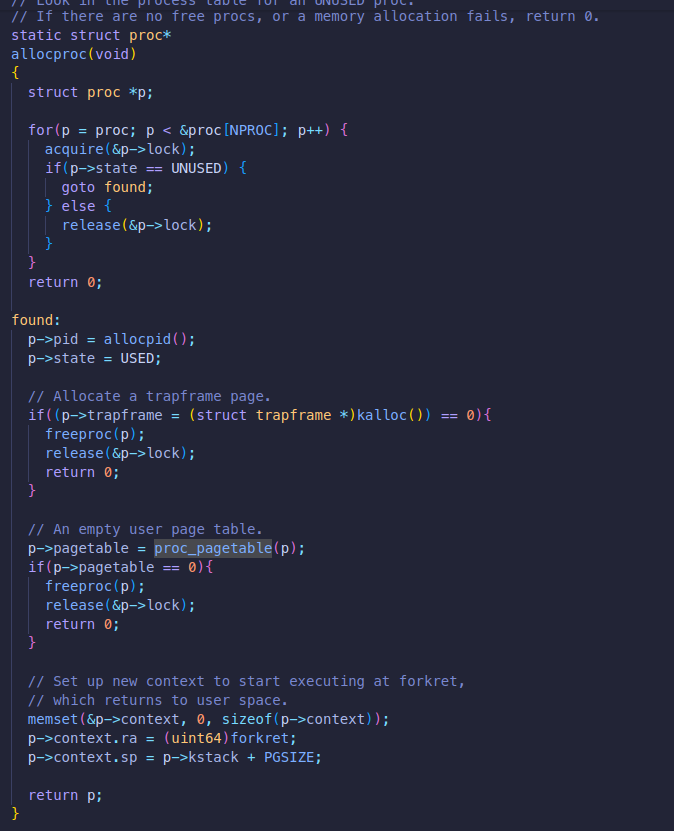 // Look in the process table for an UNUSED proc.
// If there are no free procs, or a memory allocation fails, return 0.
static struct proc*
allocproc(void)
{
  struct proc *p;

  for(p = proc; p < &proc[NPROC]; p++) {
    acquire(&p->lock);
    if(p->state == UNUSED) {
      goto found;
    } else {
      release(&p->lock);
    }
  }
  return 0;

found:
  p->pid = allocpid();
  p->state = USED;

  // Allocate a trapframe page.
  if((p->trapframe = (struct trapframe *)kalloc()) == 0){
    freeproc(p);
    release(&p->lock);
    return 0;
  }

  // An empty user page table.
  p->pagetable = proc_pagetable(p);
  if(p->pagetable == 0){
    freeproc(p);
    release(&p->lock);
    return 0;
  }

  // Set up new context to start executing at forkret,
  // which returns to user space.
  memset(&p->context, 0, sizeof(p->context));
  p->context.ra = (uint64)forkret;
  p->context.sp = p->kstack + PGSIZE;

  return p;
}